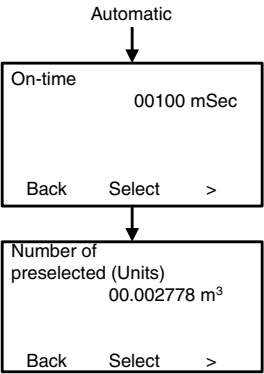 Automatic
On-time
00100 mSec
Back Select >
Number of
preselected (Units)
00.002778 m³
Back Select >